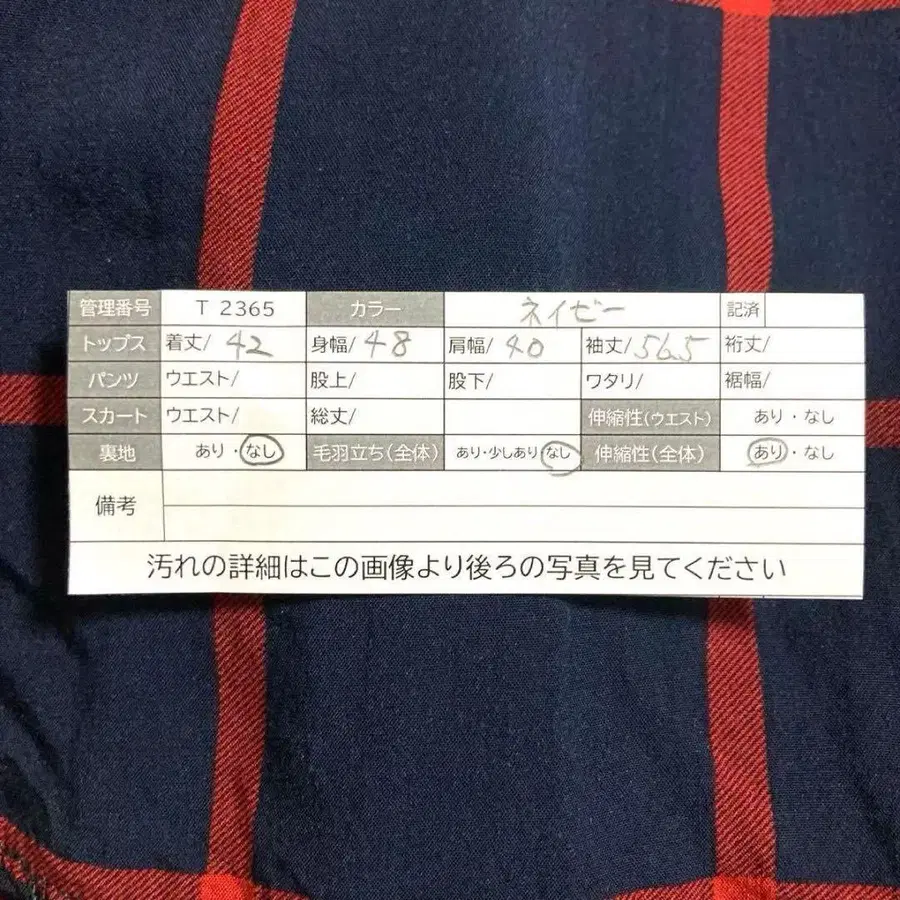 管理番号 T 2365 カラー ネイビー 記済
トップス 着丈/ 42 身幅/ 48 肩幅/ 40 袖丈/ 56.5 裄丈/
パンツ ウエスト/ 股上/ 股下/ ワタリ/ 裾幅/
スカート ウエスト/ 総丈/ 伸縮性(ウエスト) あり・なし
裏地 あり・なし 毛羽立ち(全体) あり・少しあり・なし 伸縮性(全体) あり・なし
備考
汚れの詳細はこの画像より後ろの写真を見てください